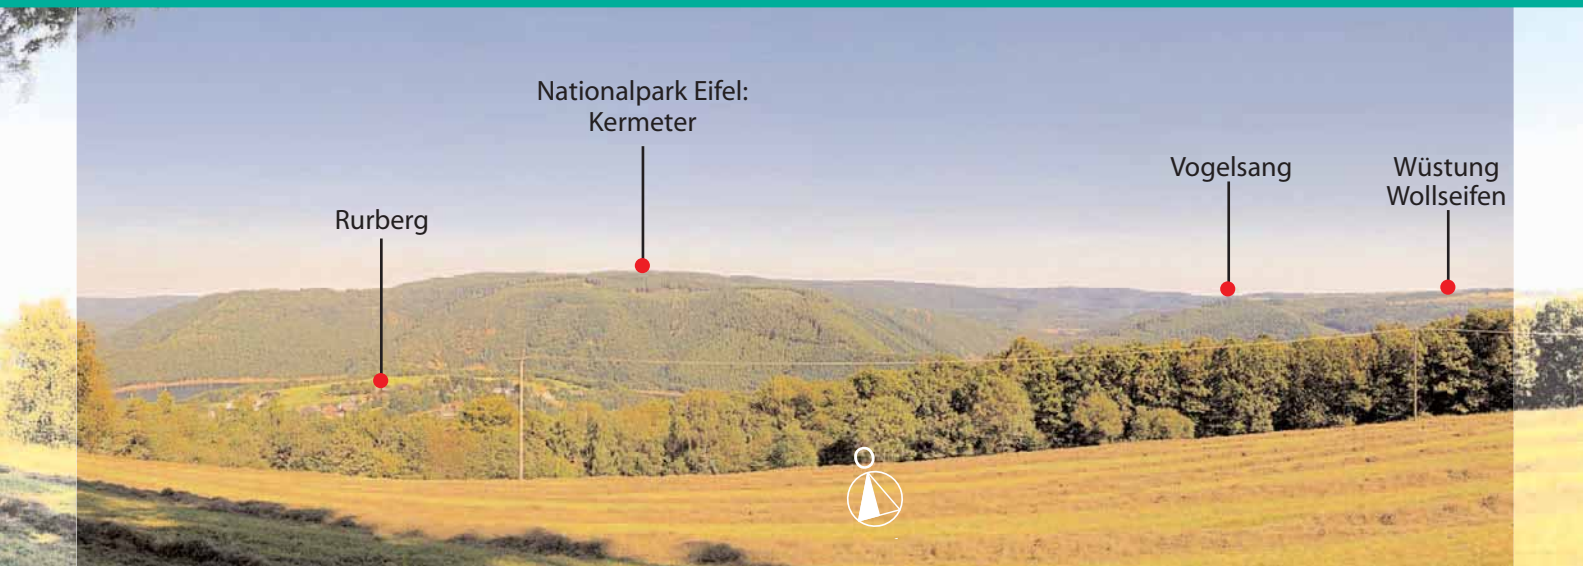 Nationalpark Eifel:
Kermeter
Vogelsang
Wüstung
Wollseifen
Rurberg
O